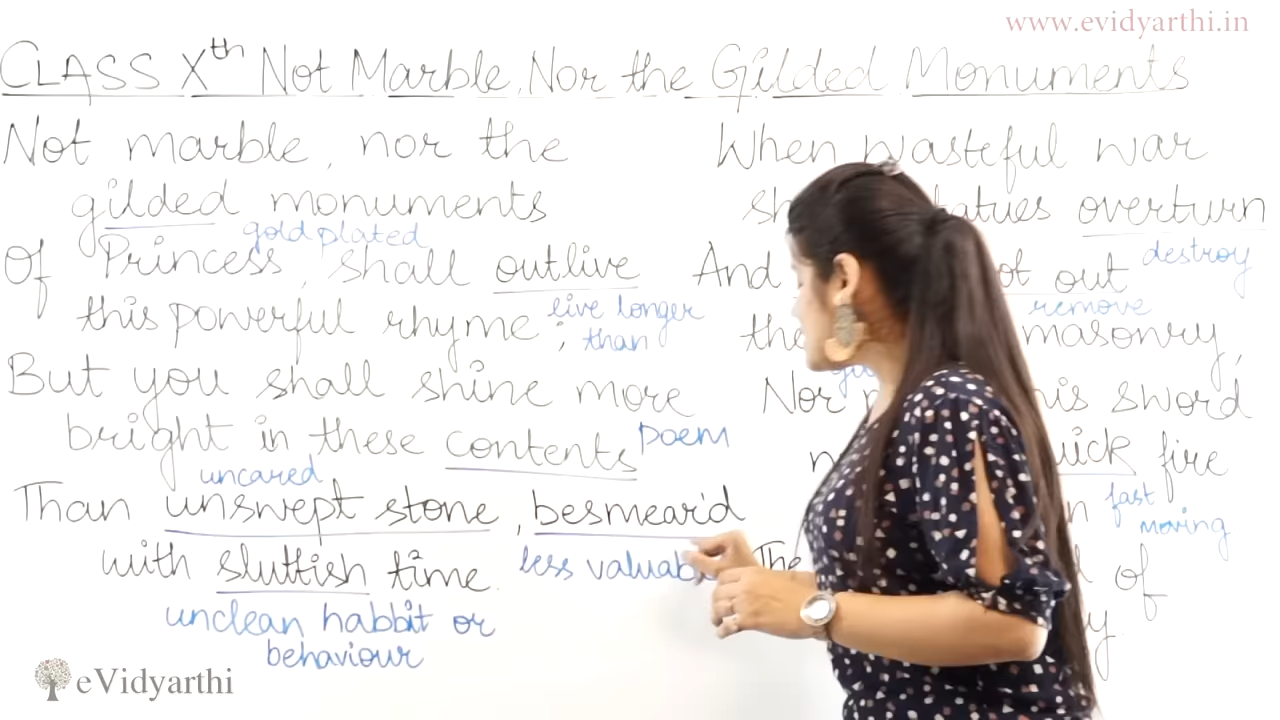 www.evidyarthi.in
CLASS Xth Not Marble, Nor the Gilded Monuments
Not marble, nor the
gilded monuments
gold plated
Of Princess, shall outlive
this powerful rhyme ;
live longer
than
But you shall shine more
bright in these contents
poem
uncared
Than unswept stone, besmear'd
with sluttish time.
less
unclean habbit or
behaviour
When wasteful war
overturn
destroy
And out
remove
masonry,
Nor his sword
fire
fast
moving
of
eVidyarthi